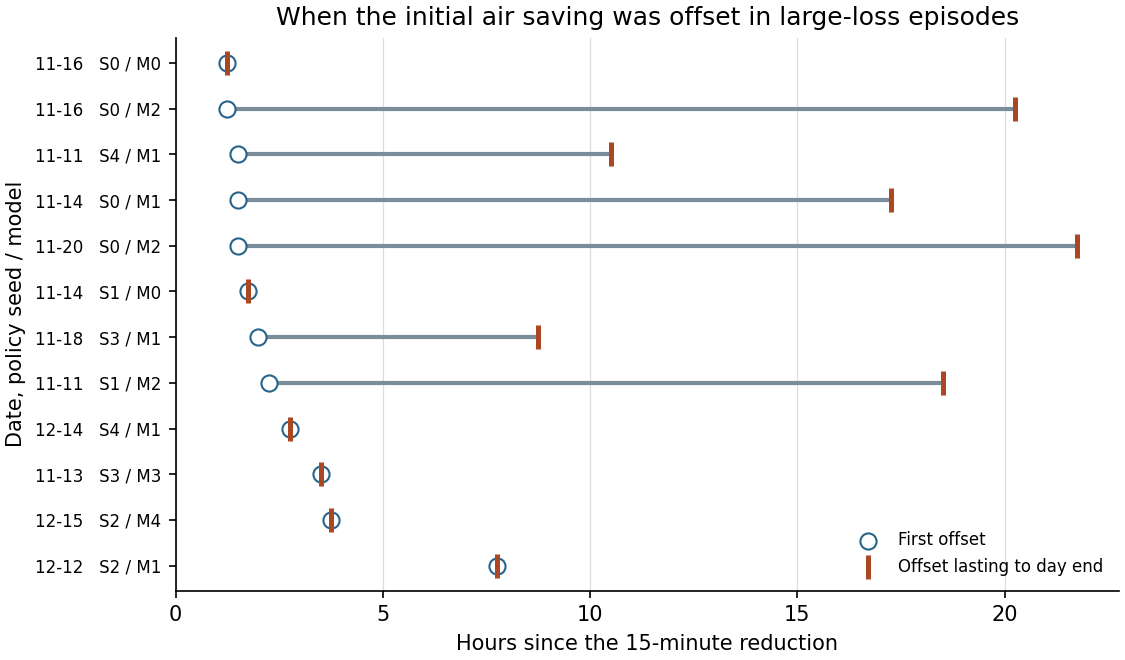 When the initial air saving was offset in large-loss episodes
Date, policy seed / model
11-16 S0 / M0
11-16 S0 / M2
11-11 S4 / M1
11-14 S0 / M1
11-20 S0 / M2
11-14 S1 / M0
11-18 S3 / M1
11-11 S1 / M2
12-14 S4 / M1
11-13 S3 / M3
12-15 S2 / M4
12-12 S2 / M1
First offset
Offset lasting to day end
0 5 10 15 20
Hours since the 15-minute reduction